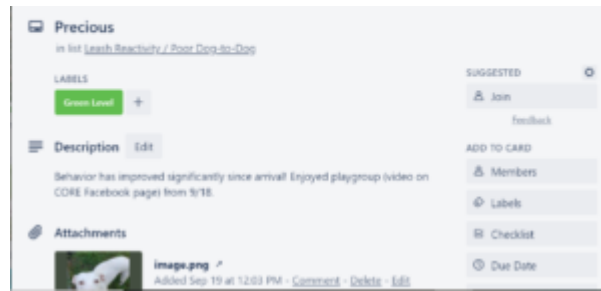 Precious
in list Leash Reactivity / Poor Dog-to-Dog
LABELS
Green Level +
Description Edit
Behavior has improved significantly since arrival! Enjoyed playgroup (video on
CORE Facebook page) from 9/18.
Attachments
image.png ↗
Added Sep 19 at 12:03 PM - Comment - Delete - Edit
SUGGESTED
Join
Feedback
ADD TO CARD
Members
Labels
Checklist
Due Date